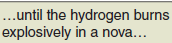 …until the hydrogen burns
explosively in a nova…